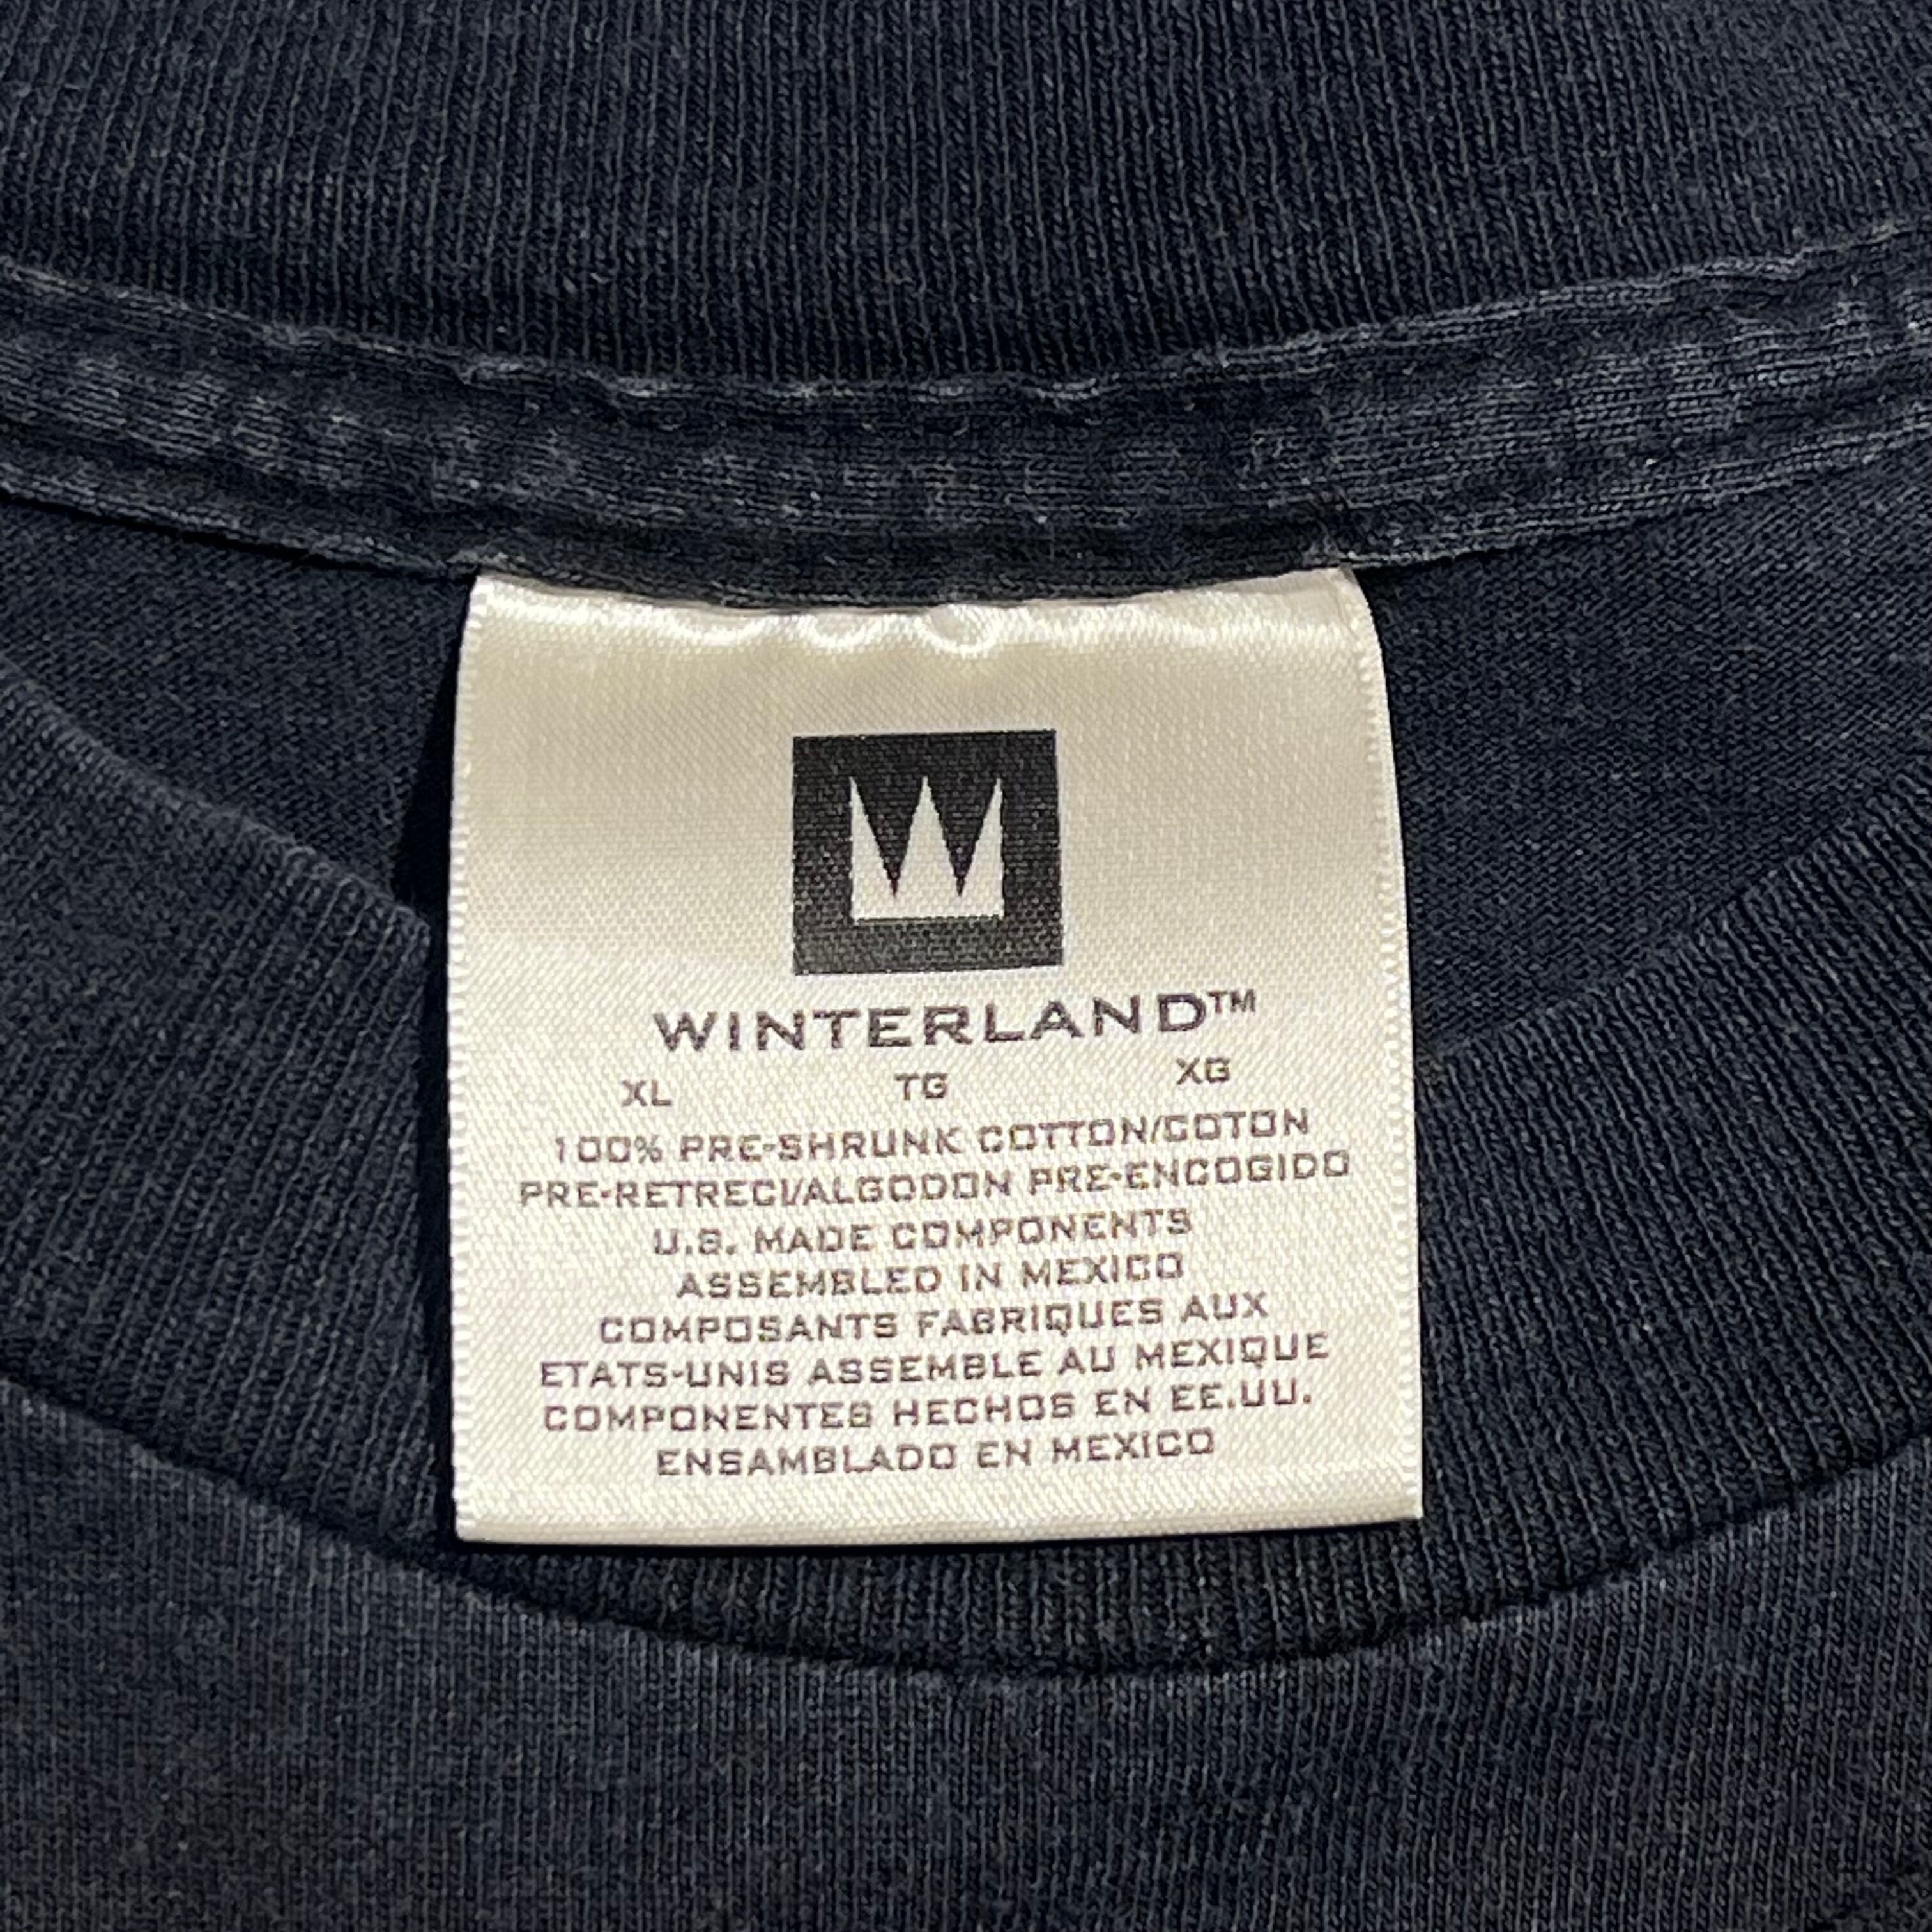 WINTERLAND™
XL TG XG
100% PRE-SHRUNK COTTON/COTON
PRE-RETRECI/ALGODON PRE-ENCOGIDO
U.S. MADE COMPONENTS
ASSEMBLED IN MEXICO
COMPOSANTS FABRIQUES AUX
ETATS-UNIS ASSEMBLE AU MEXIQUE
COMPONENTES HECHOS EN EE.UU.
ENSAMBLADO EN MEXICO